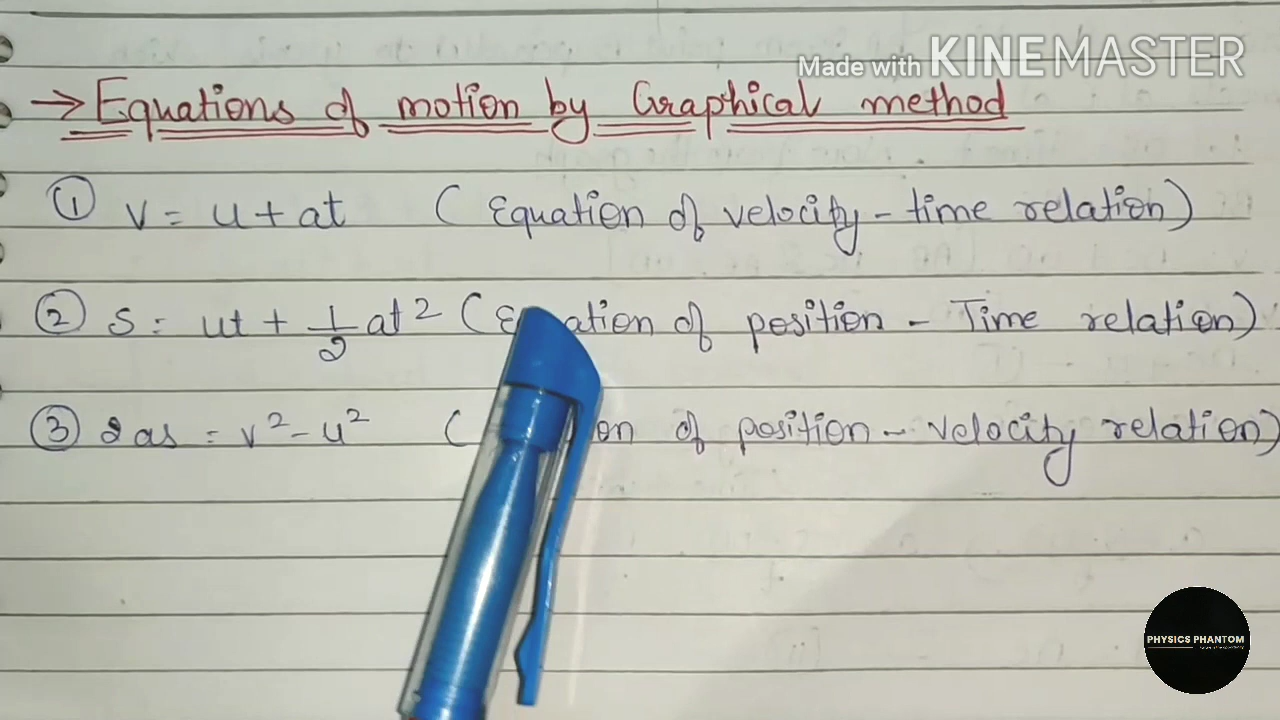 Made with KINEMASTER
→ Equations of motion by Graphical method
① v = u + at ( Equation of velocity - time relation)
② s = ut + 1/2 at² ( Equation of position - Time relation)
③ 2as = v² - u² ( on of position - velocity relation)
PHYSICS PHANTOM